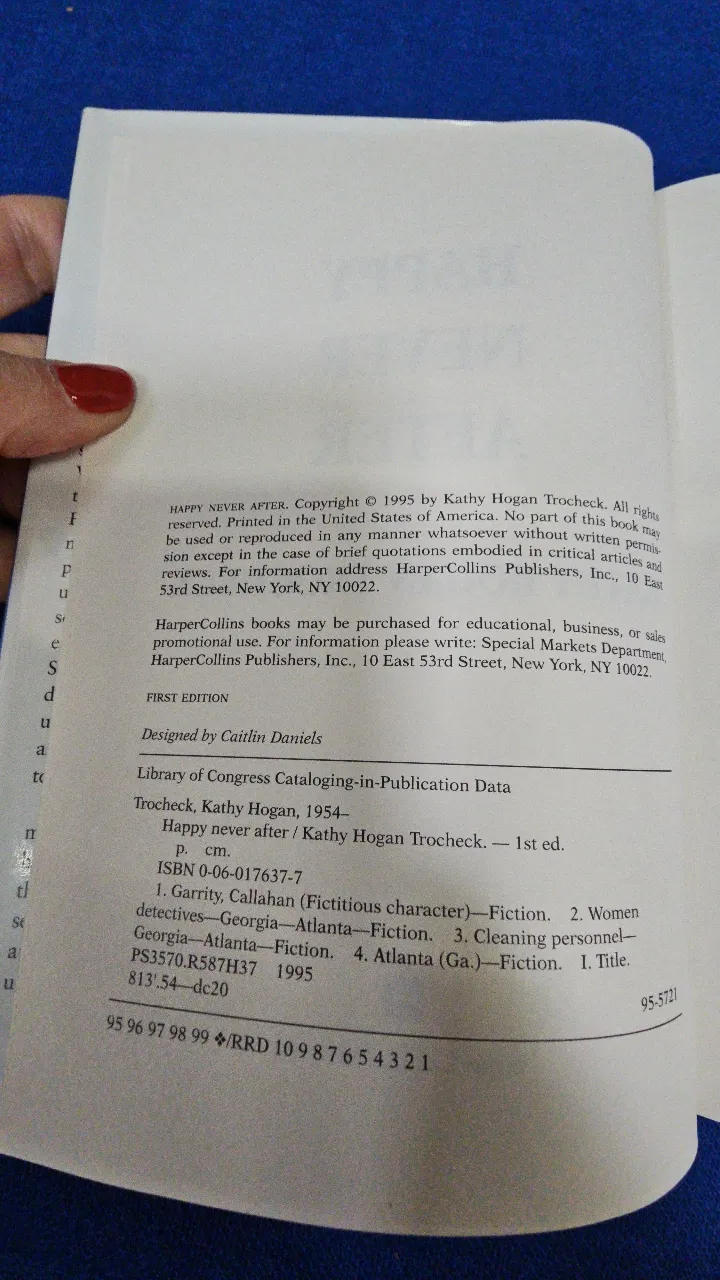 HAPPY NEVER AFTER. Copyright © 1995 by Kathy Hogan Trocheck. All rights
reserved. Printed in the United States of America. No part of this book may
be used or reproduced in any manner whatsoever without written permis-
sion except in the case of brief quotations embodied in critical articles and
reviews. For information address HarperCollins Publishers, Inc., 10 East
53rd Street, New York, NY 10022.
HarperCollins books may be purchased for educational, business, or sales
promotional use. For information please write: Special Markets Department,
HarperCollins Publishers, Inc., 10 East 53rd Street, New York, NY 10022.
FIRST EDITION
Designed by Caitlin Daniels
Library of Congress Cataloging-in-Publication Data
Trocheck, Kathy Hogan, 1954–
Happy never after / Kathy Hogan Trocheck. — 1st ed.
p. cm.
ISBN 0-06-017637-7
1. Garrity, Callahan (Fictitious character)—Fiction. 2. Women
detectives—Georgia—Atlanta—Fiction. 3. Cleaning personnel—
Georgia—Atlanta—Fiction. 4. Atlanta (Ga.)—Fiction. I. Title.
PS3570.R587H37 1995
813'.54—dc20
95-5721
95 96 97 98 99 ❖/RRD 10 9 8 7 6 5 4 3 2 1